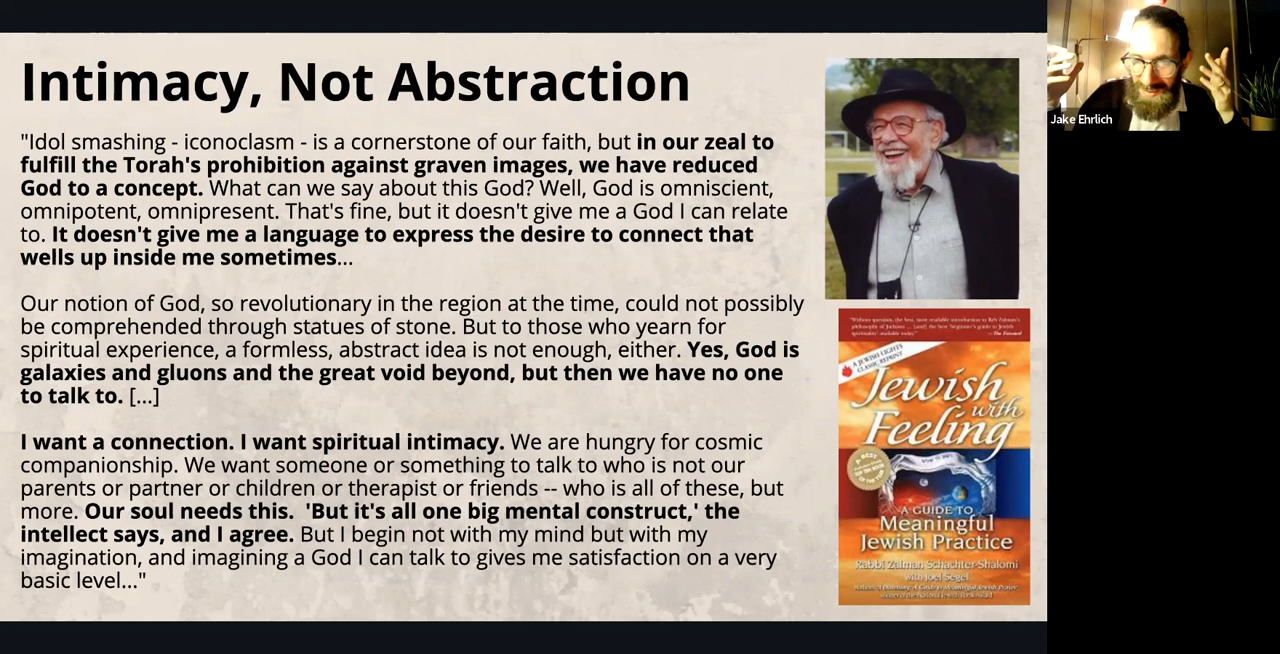 Intimacy, Not Abstraction
"Idol smashing - iconoclasm - is a cornerstone of our faith, but in our zeal to
fulfill the Torah's prohibition against graven images, we have reduced
God to a concept. What can we say about this God? Well, God is omniscient,
omnipotent, omnipresent. That's fine, but it doesn't give me a God I can relate
to. It doesn't give me a language to express the desire to connect that
wells up inside me sometimes...
Our notion of God, so revolutionary in the region at the time, could not possibly
be comprehended through statues of stone. But to those who yearn for
spiritual experience, a formless, abstract idea is not enough, either. Yes, God is
galaxies and gluons and the great void beyond, but then we have no one
to talk to. [...]
I want a connection. I want spiritual intimacy. We are hungry for cosmic
companionship. We want someone or something to talk to who is not our
parents or partner or children or therapist or friends -- who is all of these, but
more. Our soul needs this.  'But it's all one big mental construct,' the
intellect says, and I agree. But I begin not with my mind but with my
imagination, and imagining a God I can talk to gives me satisfaction on a very
basic level..."
A JEWISH LIGHTS
CLASSIC REPRINT
Jewish
with
Feeling
A GUIDE TO
Meaningful
Jewish Practice
Rabbi Zalman Schachter-Shalomi
with Joel Segel
Jake Ehrlich